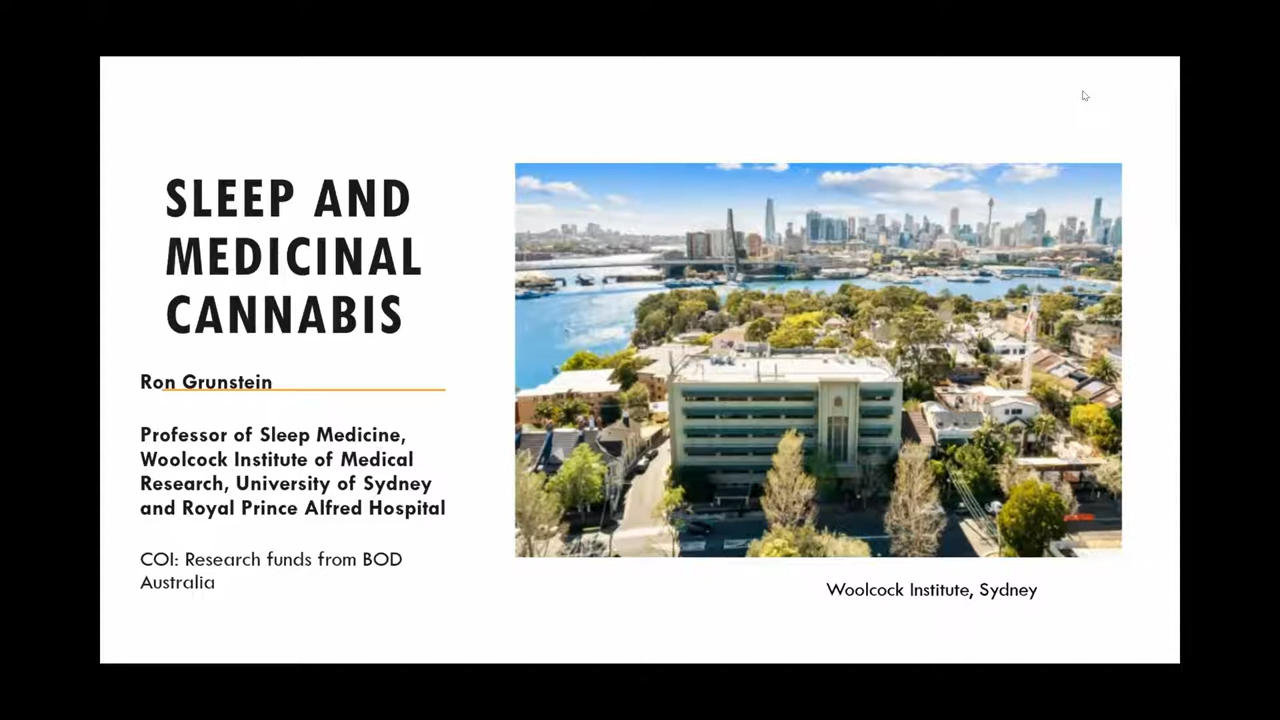 SLEEP AND
MEDICINAL
CANNABIS
Ron Grunstein
Professor of Sleep Medicine,
Woolcock Institute of Medical
Research, University of Sydney
and Royal Prince Alfred Hospital
COI: Research funds from BOD
Australia
Woolcock Institute, Sydney